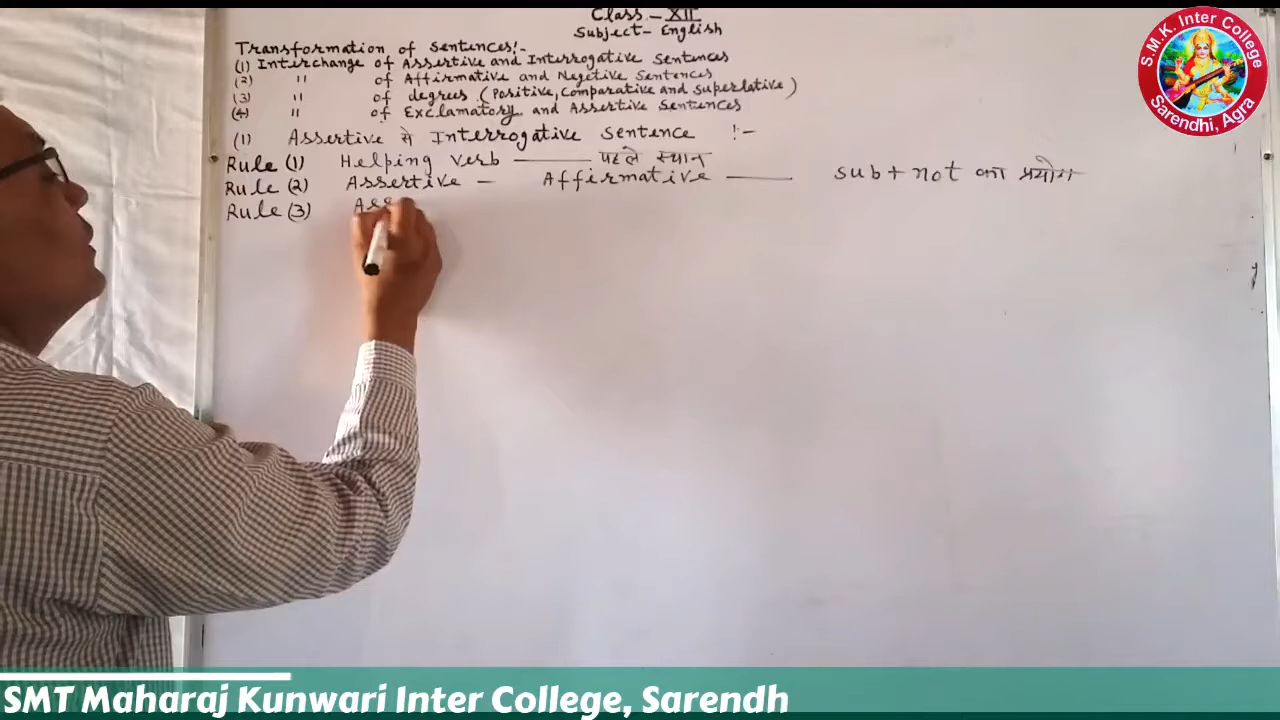 Class - XII
Subject - English
Transformation of Sentences:-
(1) Interchange of Assertive and Interrogative Sentences
(2) " of Affirmative and Negetive Sentences
(3) " of degrees (Positive, Comparative and superlative)
(4) " of Exclamatory and Assertive Sentences
(1) Assertive से Interrogative Sentence :-
Rule (1) Helping verb —— पहले स्थान
Rule (2) Assertive - Affirmative —— sub + not का प्रयोग
Rule (3) Ass
S.M.K. Inter College
Sarendhi, Agra
SMT Maharaj Kunwari Inter College, Sarendh